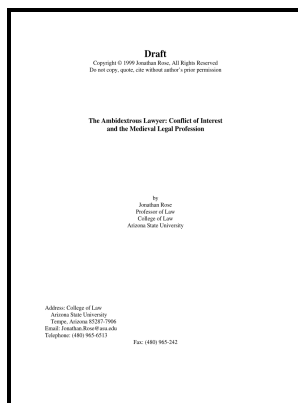 Draft
Copyright © 1999 Jonathan Rose, All Rights Reserved
Do not copy, quote, cite without author's prior permission
The Ambidextrous Lawyer: Conflict of Interest
and the Medieval Legal Profession
by
Jonathan Rose
Professor of Law
College of Law
Arizona State University
Address: College of Law
Arizona State University
Tempe, Arizona 85287-7906
Email: Jonathan.Rose@asu.edu
Telephone: (480) 965-6513
Fax: (480) 965-242